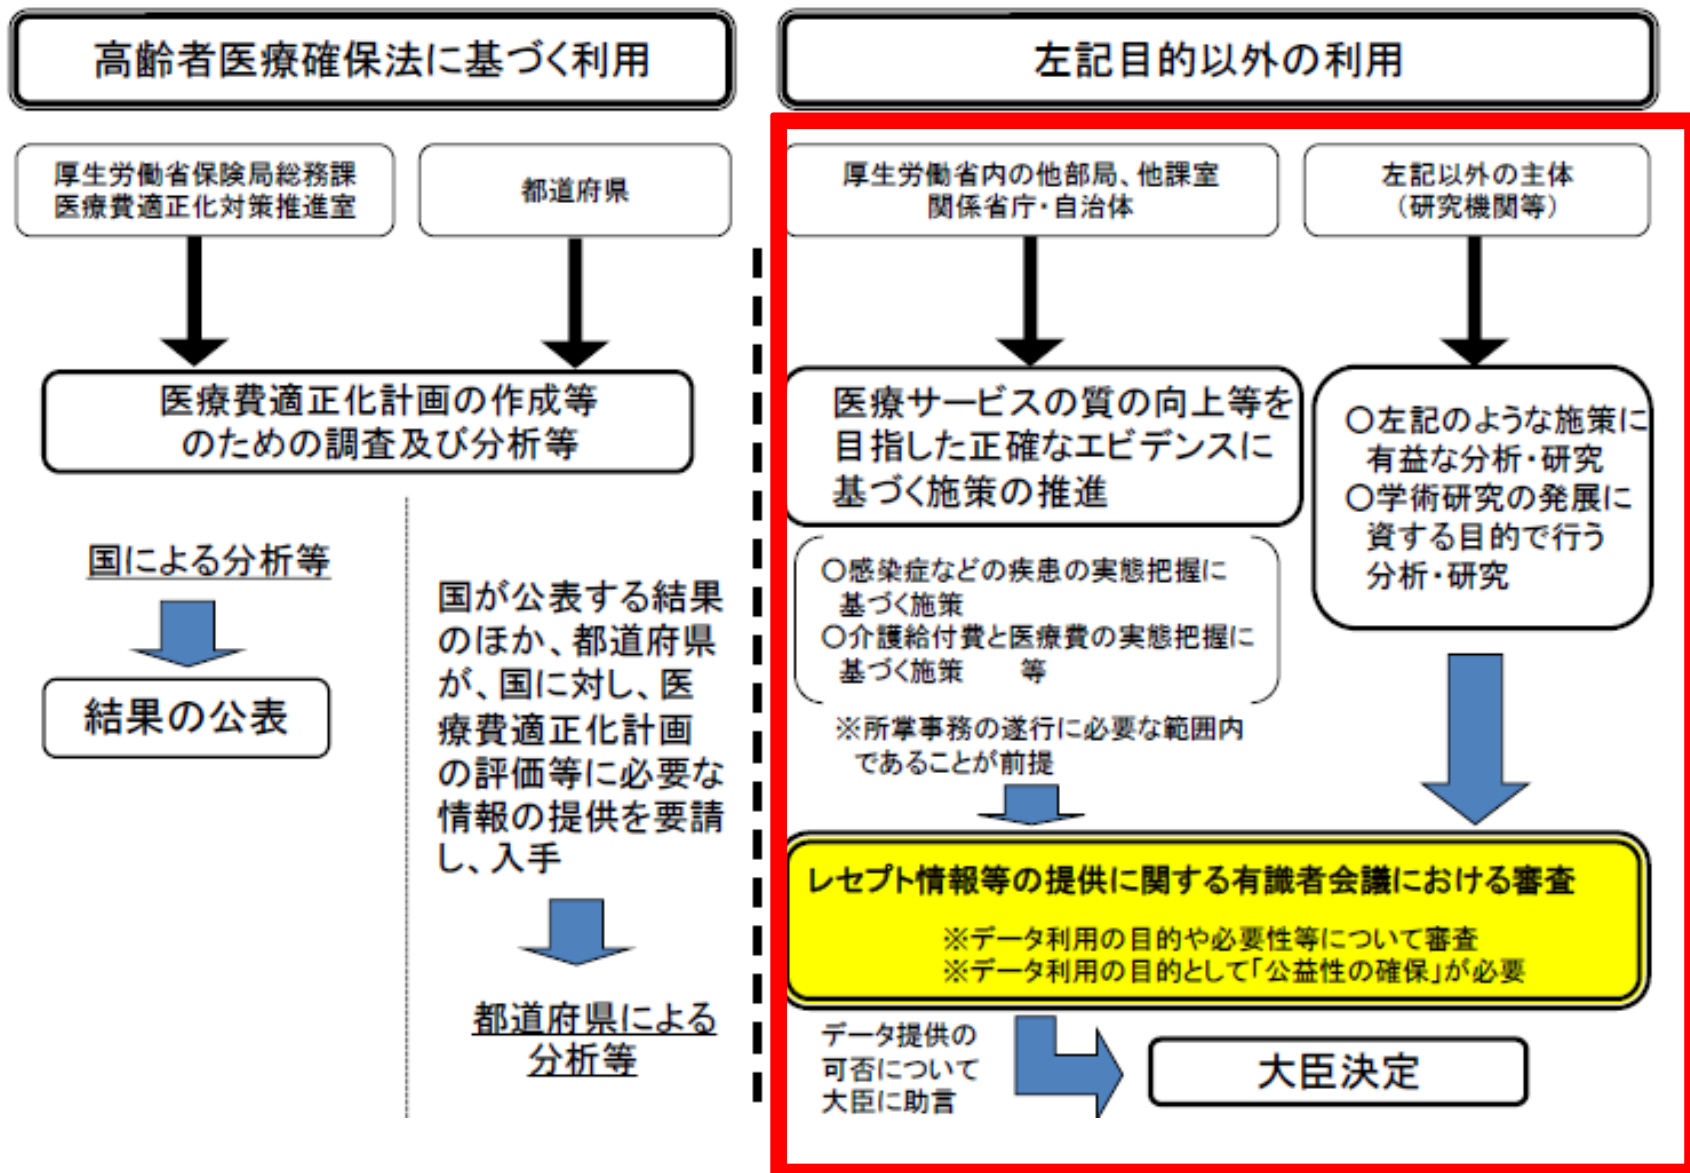 高齢者医療確保法に基づく利用
厚生労働省保険局総務課
医療費適正化対策推進室
都道府県
医療費適正化計画の作成等
のための調査及び分析等
国による分析等
結果の公表
国が公表する結果
のほか、都道府県
が、国に対し、医
療費適正化計画
の評価等に必要な
情報の提供を要請
し、入手
都道府県による
分析等
左記目的以外の利用
厚生労働省内の他部局、他課室
関係省庁・自治体
左記以外の主体
（研究機関等）
医療サービスの質の向上等を
目指した正確なエビデンスに
基づく施策の推進
○感染症などの疾患の実態把握に
基づく施策
○介護給付費と医療費の実態把握に
基づく施策　　等
※所掌事務の遂行に必要な範囲内
であることが前提
○左記のような施策に
有益な分析・研究
○学術研究の発展に
資する目的で行う
分析・研究
レセプト情報等の提供に関する有識者会議における審査
※データ利用の目的や必要性等について審査
※データ利用の目的として「公益性の確保」が必要
データ提供の
可否について
大臣に助言
大臣決定